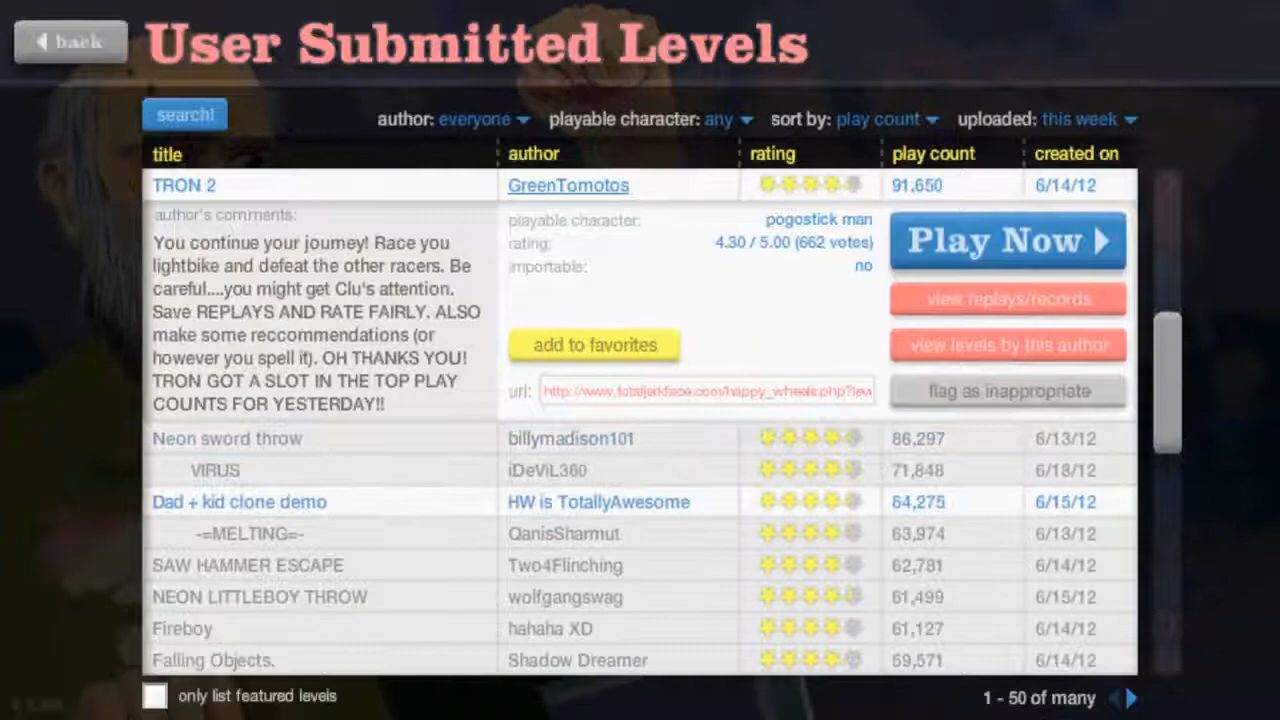 back
User Submitted Levels
search!
author: everyone playable character: any sort by: play count uploaded: this week
title author rating play count created on
TRON 2 GreenTomotos 91,650 6/14/12
author's comments:
You continue your journey! Race you
lightbike and defeat the other racers. Be
careful....you might get Clu's attention.
Save REPLAYS AND RATE FAIRLY. ALSO
make some reccommendations (or
however you spell it). OH THANKS YOU!
TRON GOT A SLOT IN THE TOP PLAY
COUNTS FOR YESTERDAY!!
playable character: pogostick man
rating: 4.30 / 5.00 (662 votes)
importable: no
add to favorites
url: http://www.totaljerkface.com/happy_wheels.php?lev
Play Now
view replays/records
view levels by this author
flag as inappropriate
Neon sword throw billymadison101 86,297 6/13/12
VIRUS iDeViL360 71,848 6/13/12
Dad + kid clone demo HW is TotallyAwesome 64,275 6/15/12
-=MELTING=- QanisSharmut 63,974 6/13/12
SAW HAMMER ESCAPE Two4Flinching 62,781 6/14/12
NEON LITTLEBOY THROW wolfgangswag 61,499 6/15/12
Fireboy hahaha XD 61,127 6/14/12
Falling Objects. Shadow Dreamer 59,571 6/14/12
only list featured levels
1 - 50 of many